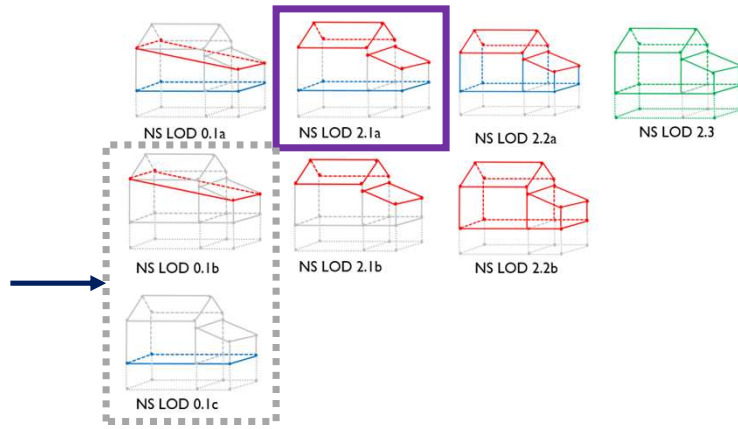 NS LOD 0.1a
NS LOD 2.1a
NS LOD 2.2a
NS LOD 2.3
NS LOD 0.1b
NS LOD 2.1b
NS LOD 2.2b
NS LOD 0.1c